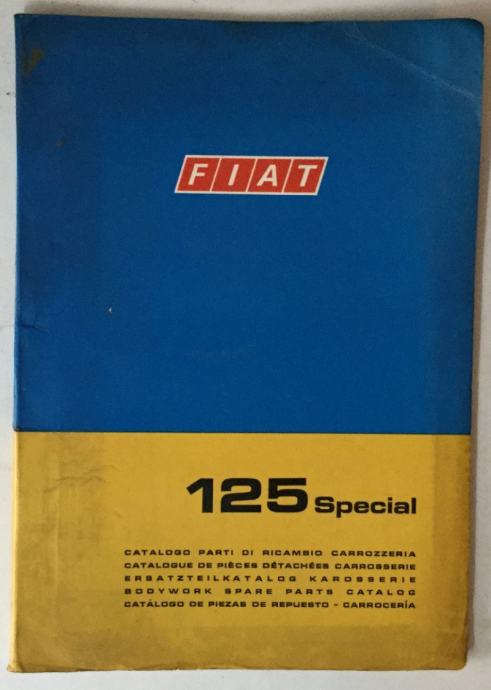 FIAT
125 Special
CATALOGO PARTI DI RICAMBIO CARROZZERIA
CATALOGUE DE PIÈCES DÉTACHÉES CARROSSERIE
ERSATZTEILKATALOG KAROSSERIE
BODYWORK SPARE PARTS CATALOG
CATÁLOGO DE PIEZAS DE REPUESTO - CARROCERÍA